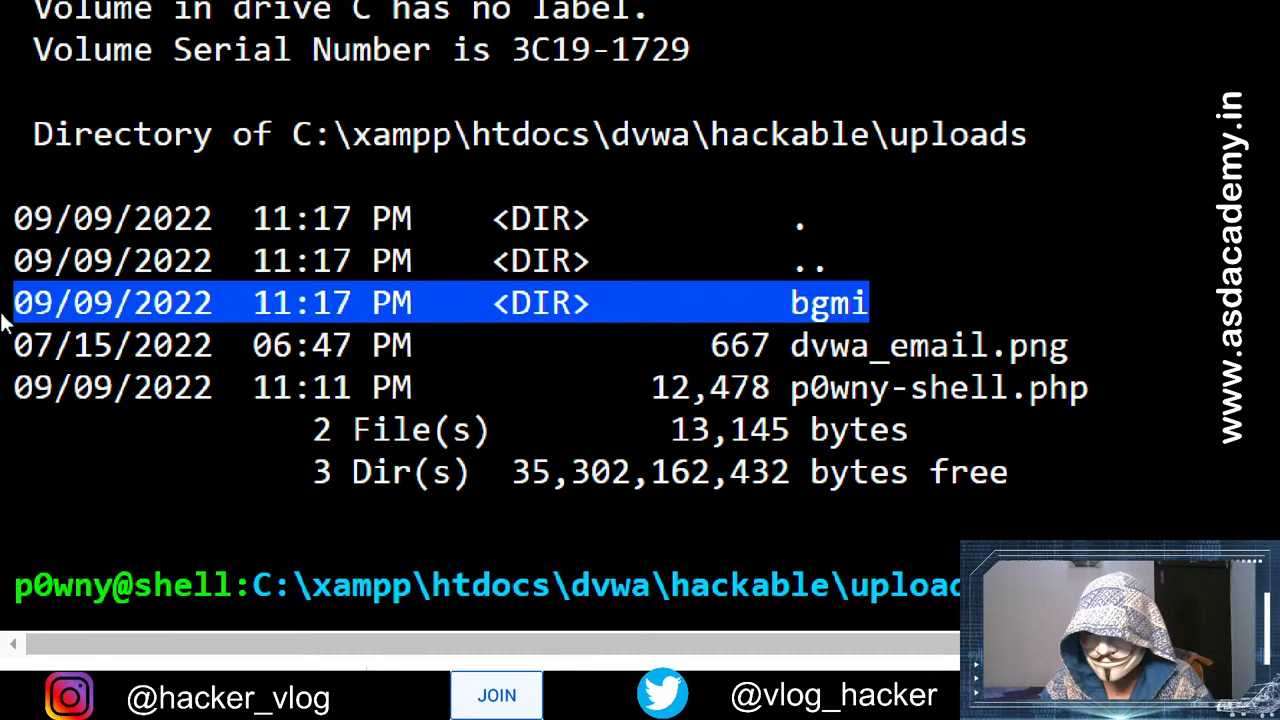 Volume in drive C has no label.
Volume Serial Number is 3C19-1729
Directory of C:\xampp\htdocs\dvwa\hackable\uploads
09/09/2022 11:17 PM <DIR> .
09/09/2022 11:17 PM <DIR> ..
09/09/2022 11:17 PM <DIR> bgmi
07/15/2022 06:47 PM 667 dvwa_email.png
09/09/2022 11:11 PM 12,478 p0wny-shell.php
2 File(s) 13,145 bytes
3 Dir(s) 35,302,162,432 bytes free
p0wny@shell:C:\xampp\htdocs\dvwa\hackable\upload
www.asdacademy.in
@hacker_vlog
JOIN
@vlog_hacker